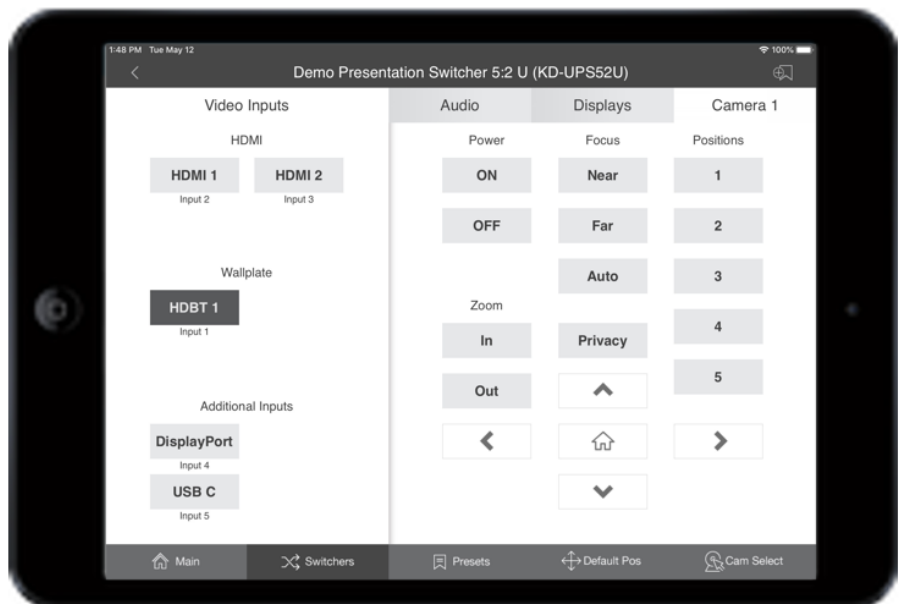 1:48 PM Tue May 12
100%
Demo Presentation Switcher 5:2 U (KD-UPS52U)
Video Inputs
Audio
Displays
Camera 1
HDMI
HDMI 1
HDMI 2
Input 2
Input 3
Wallplate
HDBT 1
Input 1
Additional Inputs
DisplayPort
Input 4
USB C
Input 5
Power
ON
OFF
Zoom
In
Out
Focus
Near
Far
Auto
Privacy
Positions
1
2
3
4
5
Main
Switchers
Presets
Default Pos
Cam Select